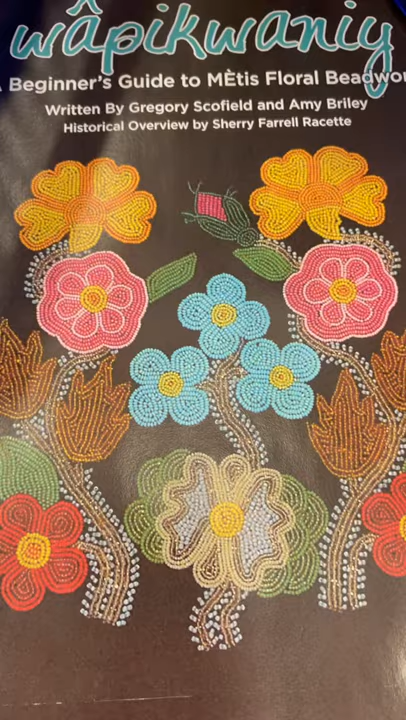 wâpikwaniy
Beginner's Guide to MÈtis Floral
Written By Gregory Scofield and Amy Briley
Historical Overview by Sherry Farrell Racette